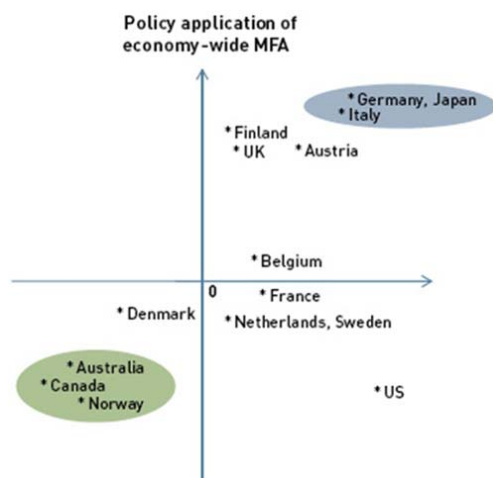 Policy application of
economy-wide MFA
* Germany, Japan
* Italy
* Finland
* UK
* Austria
* Belgium
0
* France
* Denmark
* Netherlands, Sweden
* Australia
* Canada
* Norway
* US